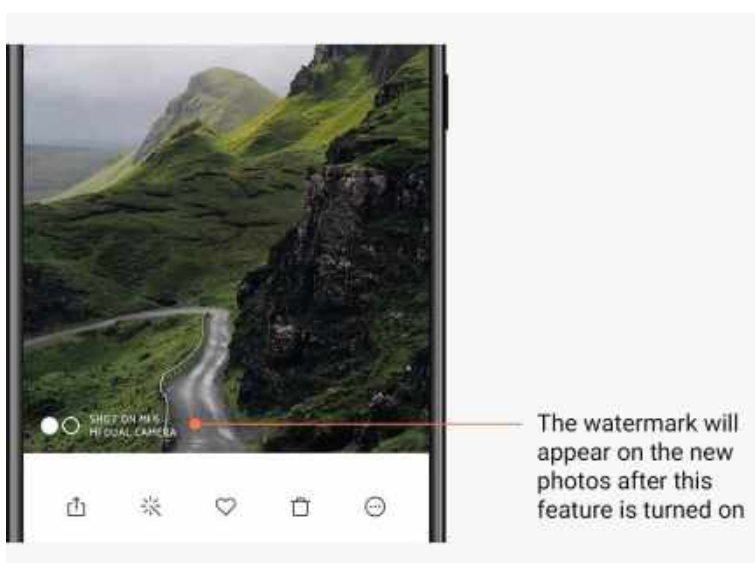 SHOT ON MI 6
MI DUAL CAMERA
The watermark will
appear on the new
photos after this
feature is turned on